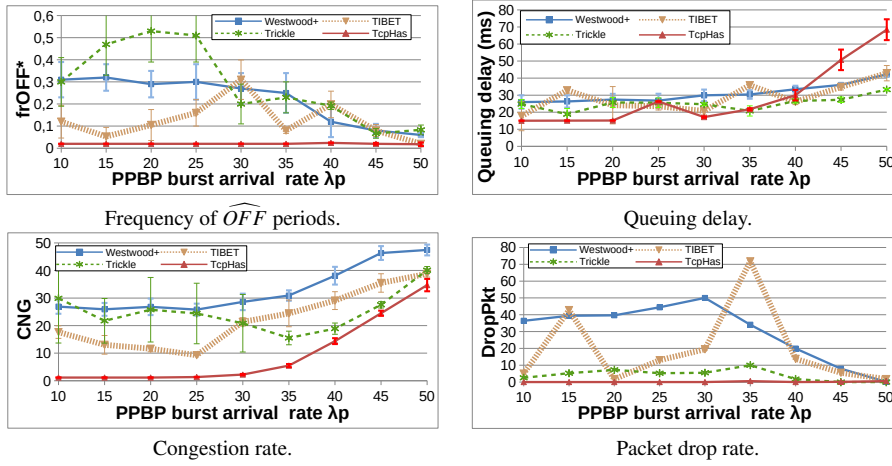 frOFF*
0,6
0,5
0,4
0,3
0,2
0,1
0
Westwood+ TIBET
Trickle TcpHas
10 15 20 25 30 35 40 45 50
PPBP burst arrival rate λp
Frequency of OFF periods.
Queuing delay (ms)
80
70
60
50
40
30
20
10
0
Westwood+ TIBET
Trickle TcpHas
10 15 20 25 30 35 40 45 50
PPBP burst arrival rate λp
Queuing delay.
CNG
50
40
30
20
10
0
Westwood+ TIBET
Trickle TcpHas
10 15 20 25 30 35 40 45 50
PPBP burst arrival rate λp
Congestion rate.
DropPkt
80
70
60
50
40
30
20
10
0
Westwood+ TIBET
Trickle TcpHas
10 15 20 25 30 35 40 45 50
PPBP burst arrival rate λp
Packet drop rate.